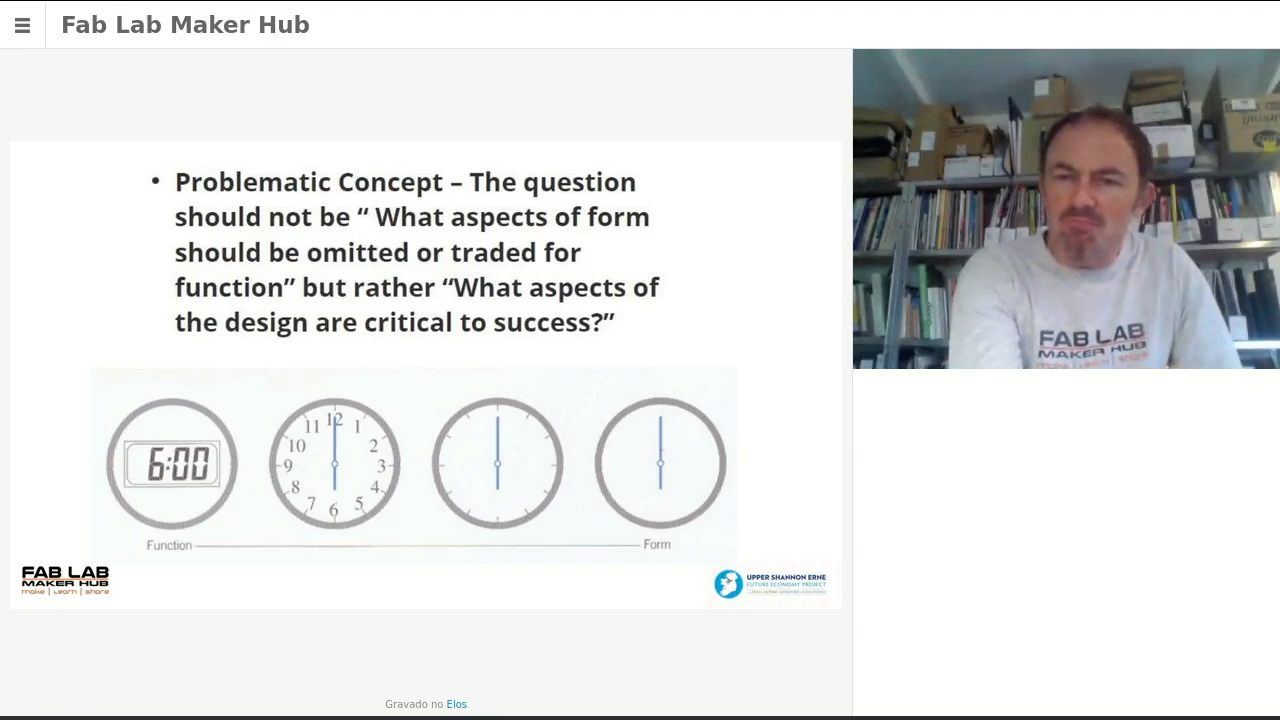 Fab Lab Maker Hub
• Problematic Concept – The question
should not be “ What aspects of form
should be omitted or traded for
function” but rather “What aspects of
the design are critical to success?”
6:00
12
11 1
10 2
9 3
8 4
7 5
6
Function
Form
FAB LAB
MAKER HUB
make | Learn | share
UPPER SHANNON ERNE
FUTURE ECONOMY PROJECT
FAB LAB
MAKER HUB
make | Learn | share
Gravado no Elos